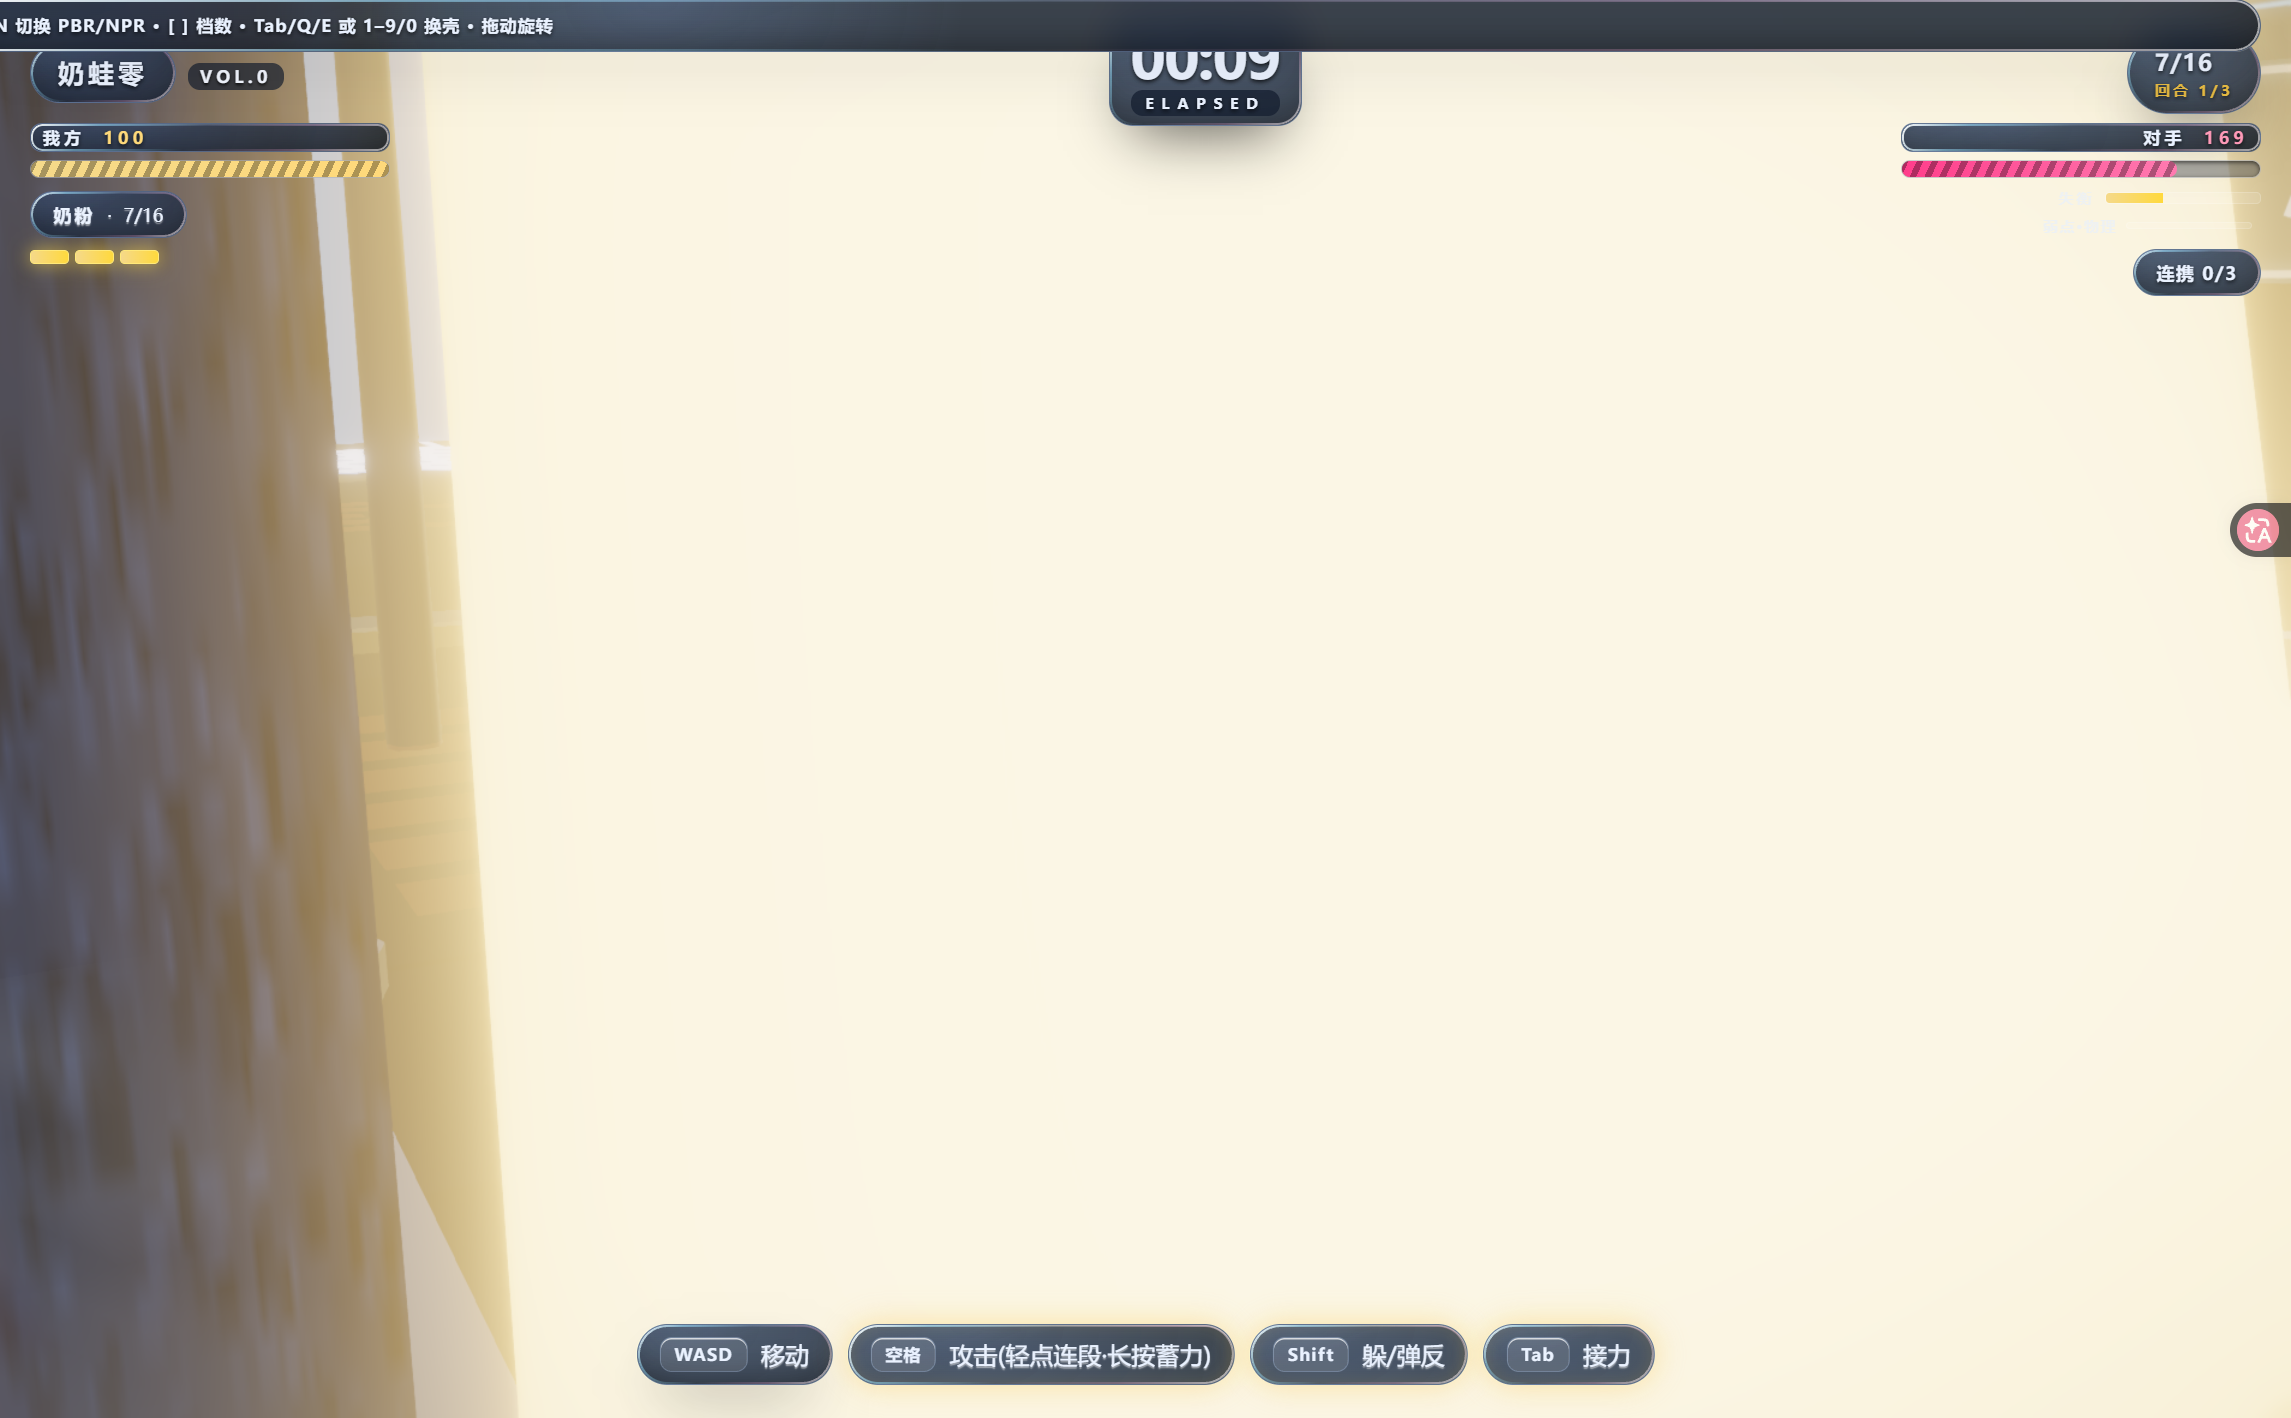 N 切换 PBR/NPR • [ ] 档数 • Tab/Q/E 或 1–9/0 换壳 • 拖动旋转
奶蛙零 VOL.0
00:09
ELAPSED
7/16
回合 1/3
我方 100
对手 169
奶粉 · 7/16
连携 0/3
WASD 移动
空格 攻击(轻点连段·长按蓄力)
Shift 躲/弹反
Tab 接力